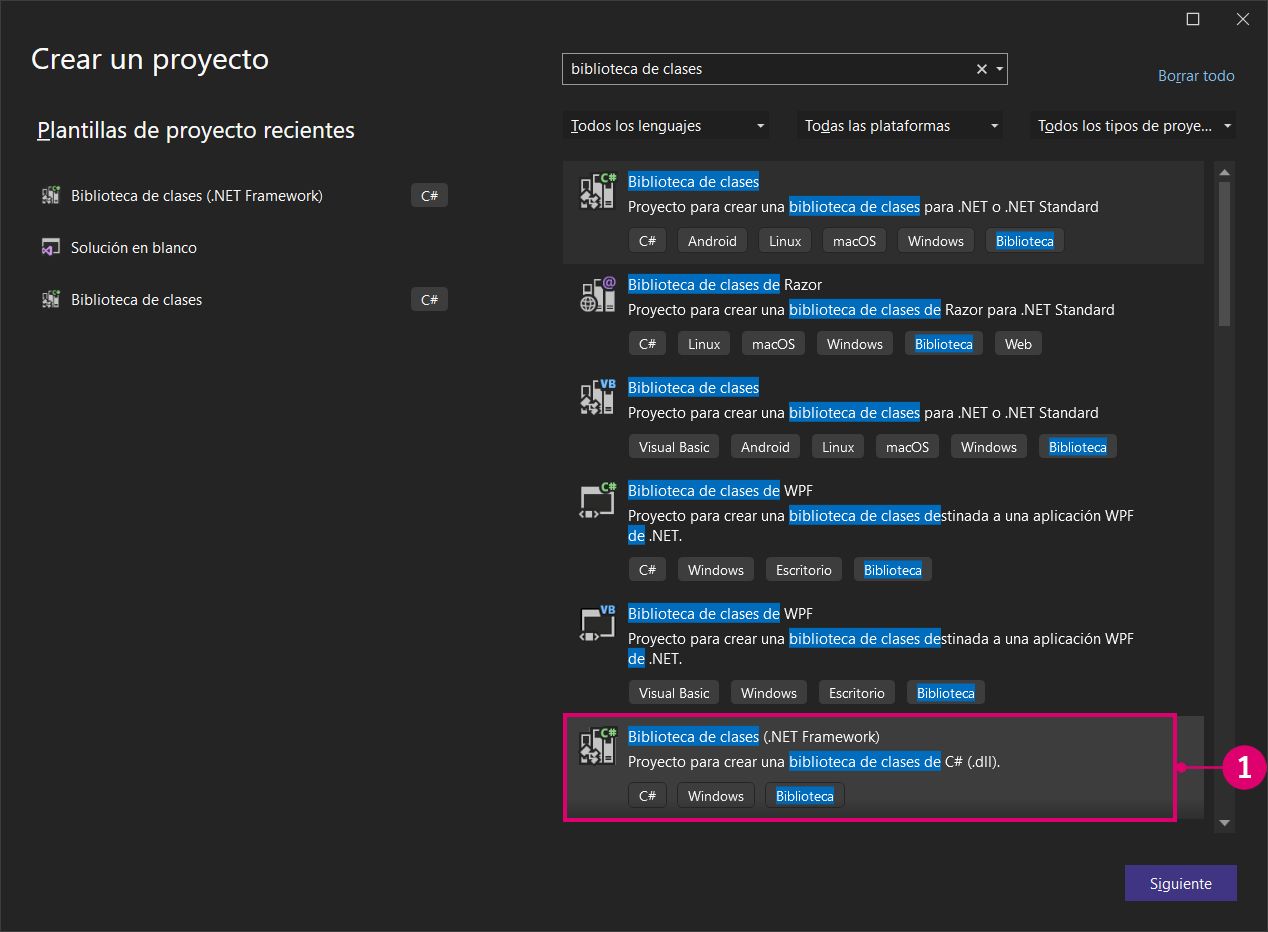 Crear un proyecto
Plantillas de proyecto recientes
Biblioteca de clases (.NET Framework) C#
Solución en blanco
Biblioteca de clases C#
biblioteca de clases
Borrar todo
Todos los lenguajes Todas las plataformas Todos los tipos de proye...
C#
Biblioteca de clases
Proyecto para crear una biblioteca de clases para .NET o .NET Standard
C# Android Linux macOS Windows Biblioteca
@
Biblioteca de clases de Razor
Proyecto para crear una biblioteca de clases de Razor para .NET Standard
C# Linux macOS Windows Biblioteca Web
VB
Biblioteca de clases
Proyecto para crear una biblioteca de clases para .NET o .NET Standard
Visual Basic Android Linux macOS Windows Biblioteca
C#
Biblioteca de clases de WPF
Proyecto para crear una biblioteca de clases destinada a una aplicación WPF
de .NET.
C# Windows Escritorio Biblioteca
VB
Biblioteca de clases de WPF
Proyecto para crear una biblioteca de clases destinada a una aplicación WPF
de .NET.
Visual Basic Windows Escritorio Biblioteca
C#
Biblioteca de clases (.NET Framework)
Proyecto para crear una biblioteca de clases de C# (.dll).
C# Windows Biblioteca
1
Siguiente